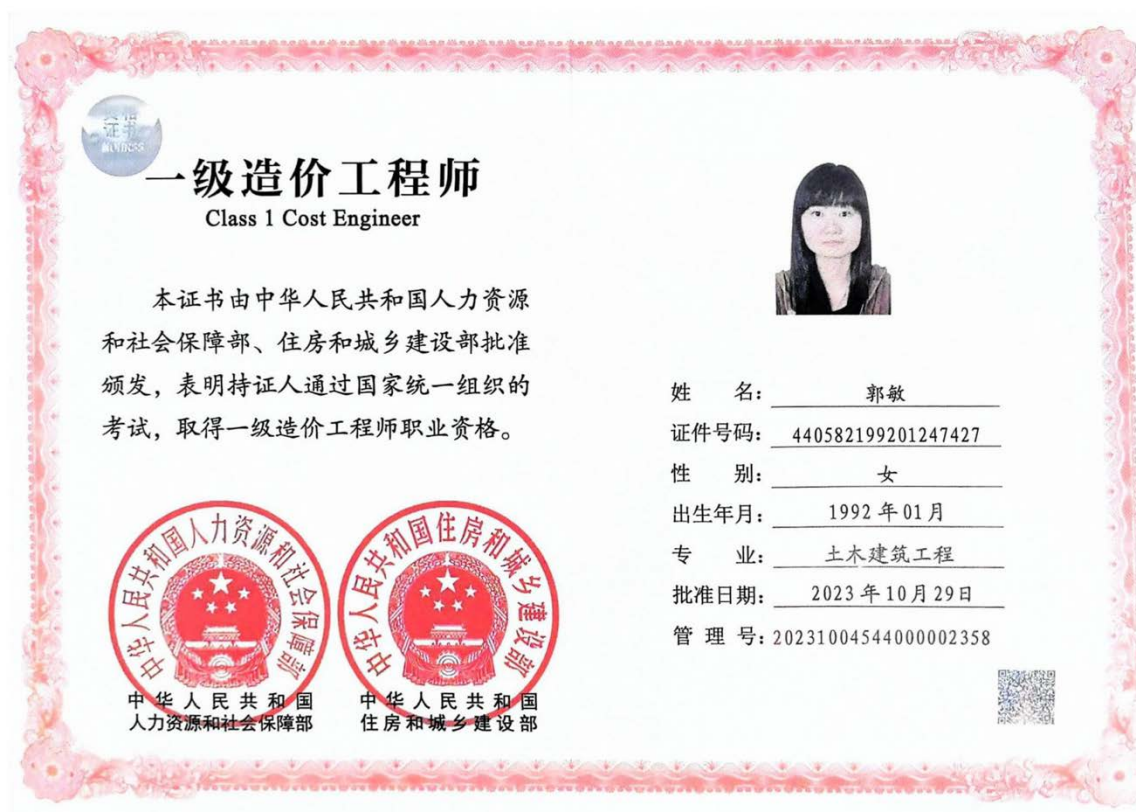 资格
证书
MOHRSS
一级造价工程师
Class 1 Cost Engineer
本证书由中华人民共和国人力资源
和社会保障部、住房和城乡建设部批准
颁发，表明持证人通过国家统一组织的
考试，取得一级造价工程师职业资格。
中华人民共和国人力资源和社会保障部
中华人民共和国
人力资源和社会保障部
中华人民共和国住房和城乡建设部
中华人民共和国
住房和城乡建设部
姓 名：郭敏
证件号码：440582199201247427
性 别：女
出生年月：1992年01月
专 业：土木建筑工程
批准日期：2023年10月29日
管 理 号：20231004544000002358